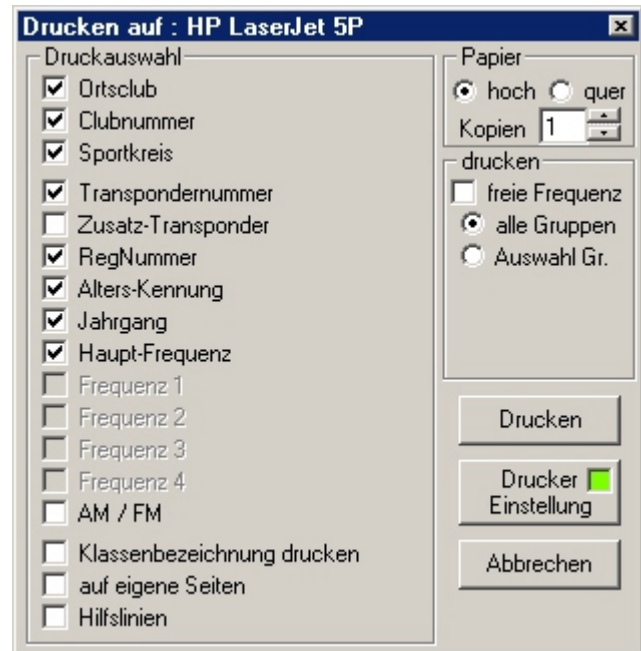 Drucken auf : HP LaserJet 5P
Druckauswahl
Ortsclub
Clubnummer
Sportkreis
Transpondernummer
Zusatz-Transponder
RegNummer
Alters-Kennung
Jahrgang
Haupt-Frequenz
Frequenz 1
Frequenz 2
Frequenz 3
Frequenz 4
AM / FM
Klassenbezeichnung drucken
auf eigene Seiten
Hilfslinien
Papier
hoch quer
Kopien 1
drucken
freie Frequenz
alle Gruppen
Auswahl Gr.
Drucken
Drucker
Einstellung
Abbrechen